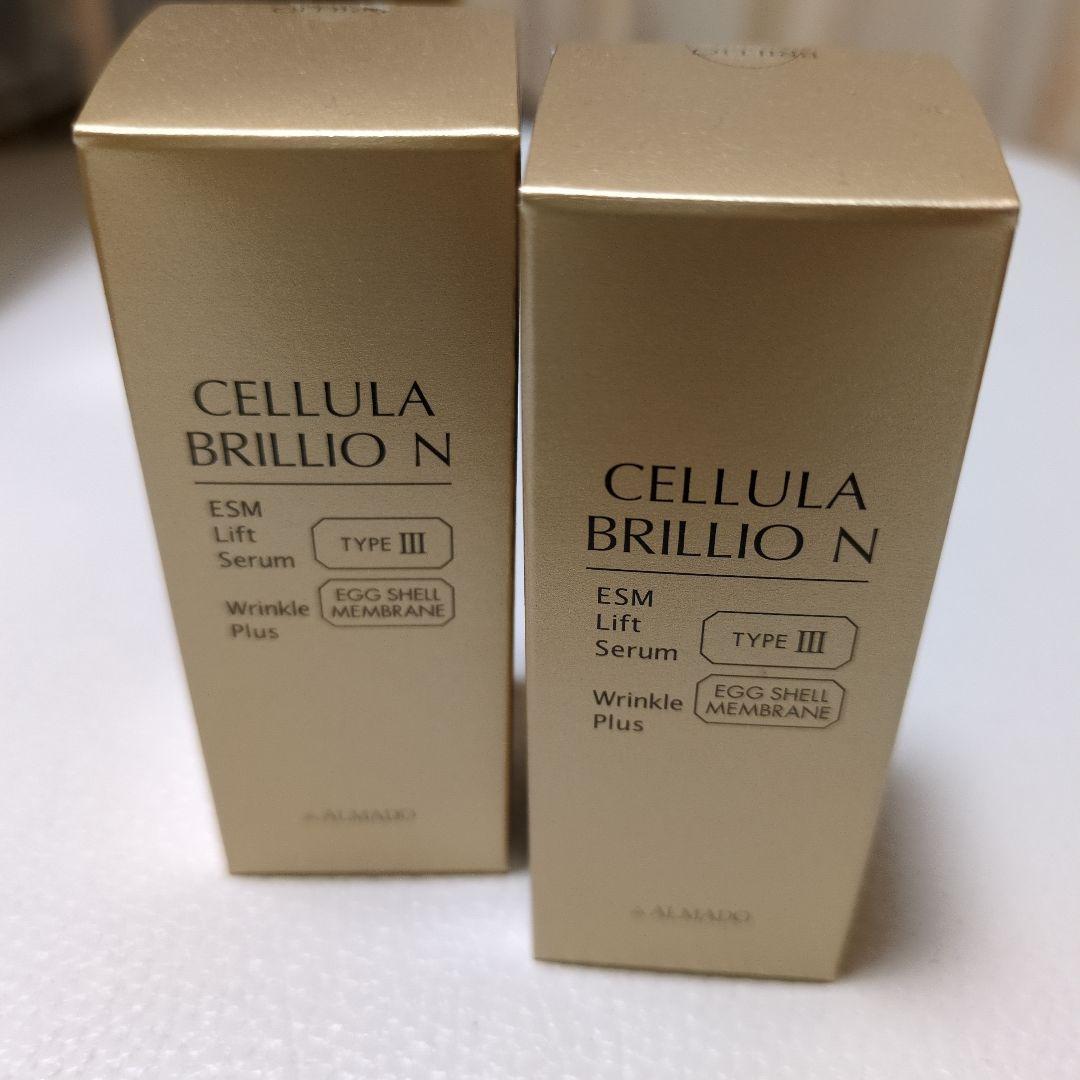 CELLULA
BRILLIO N
ESM
Lift
Serum
TYPE III
Wrinkle
Plus
EGG SHELL
MEMBRANE
ALMADO
CELLULA
BRILLIO N
ESM
Lift
Serum
TYPE III
Wrinkle
Plus
EGG SHELL
MEMBRANE
ALMADO